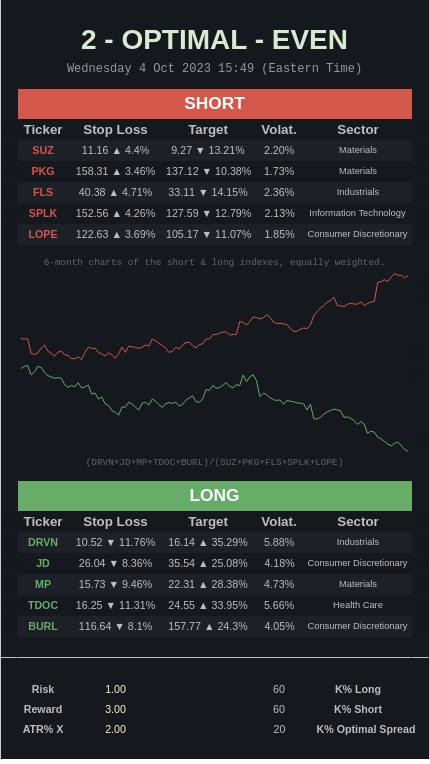 2 - OPTIMAL - EVEN
Wednesday 4 Oct 2023 15:49 (Eastern Time)
SHORT
Ticker Stop Loss Target Volat. Sector
SUZ 11.16 ▲ 4.4% 9.27 ▼ 13.21% 2.20% Materials
PKG 158.31 ▲ 3.46% 137.12 ▼ 10.38% 1.73% Materials
FLS 40.38 ▲ 4.71% 33.11 ▼ 14.15% 2.36% Industrials
SPLK 152.56 ▲ 4.26% 127.59 ▼ 12.79% 2.13% Information Technology
LOPE 122.63 ▲ 3.69% 105.17 ▼ 11.07% 1.85% Consumer Discretionary
6-month charts of the short & long indexes, equally weighted.
(DRVN+JD+MP+TDOC+BURL)/(SUZ+PKG+FLS+SPLK+LOPE)
LONG
Ticker Stop Loss Target Volat. Sector
DRVN 10.52 ▼ 11.76% 16.14 ▲ 35.29% 5.88% Industrials
JD 26.04 ▼ 8.36% 35.54 ▲ 25.08% 4.18% Consumer Discretionary
MP 15.73 ▼ 9.46% 22.31 ▲ 28.38% 4.73% Materials
TDOC 16.25 ▼ 11.31% 24.55 ▲ 33.95% 5.66% Health Care
BURL 116.64 ▼ 8.1% 157.77 ▲ 24.3% 4.05% Consumer Discretionary
Risk 1.00 60 K% Long
Reward 3.00 60 K% Short
ATR% X 2.00 20 K% Optimal Spread